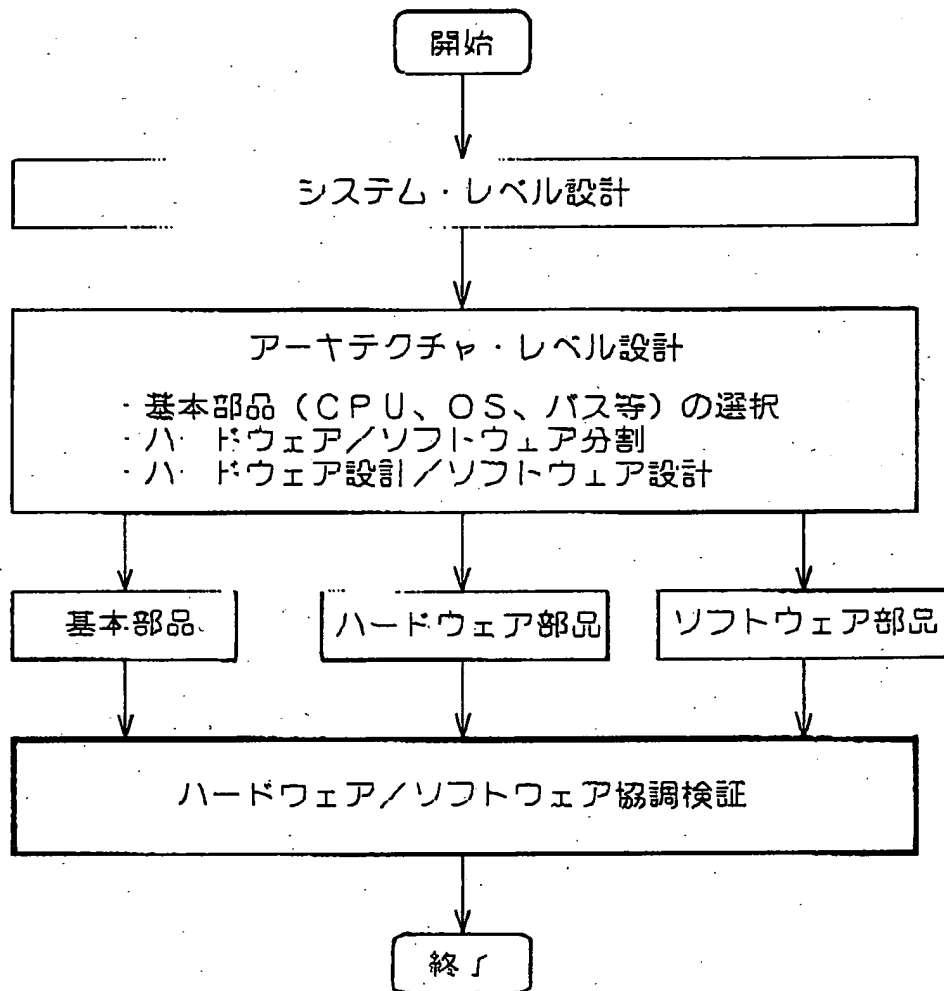 開始
システム・レベル設計
アーキテクチャ・レベル設計
・基本部品（CPU、OS、バス等）の選択
・ハードウェア／ソフトウェア分割
・ハードウェア設計／ソフトウェア設計
基本部品 ハードウェア部品 ソフトウェア部品
ハードウェア／ソフトウェア協調検証
終了